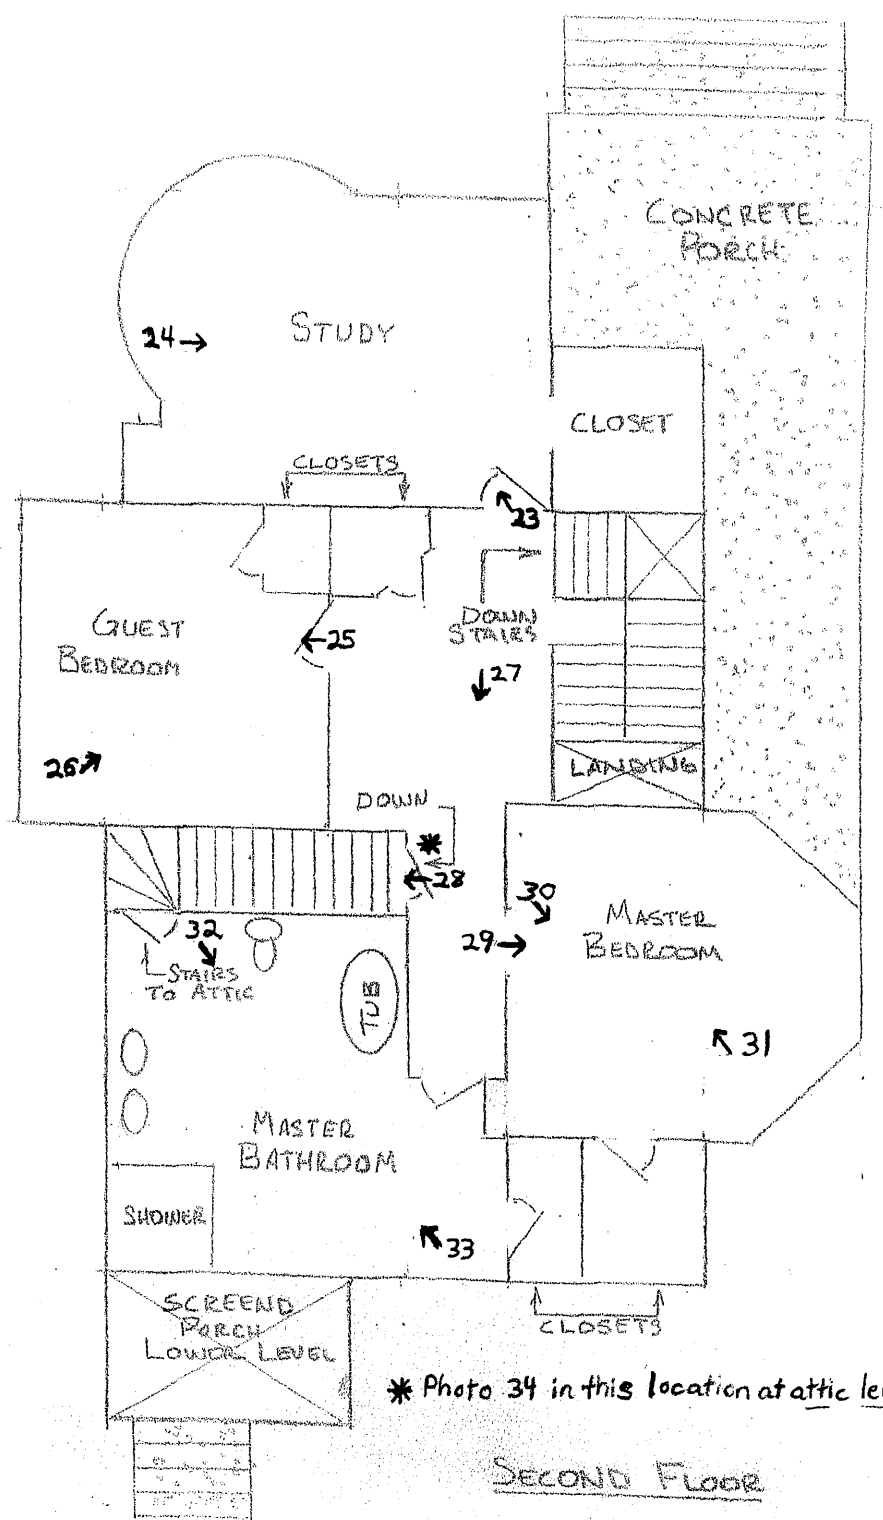 CONCRETE
PORCH
24 → STUDY
CLOSET
CLOSETS
23
DOWN
STAIRS
GUEST
BEDROOM
25
27
26
LANDING
DOWN
*
28
30
MASTER
BEDROOM
29
32
STAIRS
TO ATTIC
TUB
31
MASTER
BATHROOM
SHOWER
33
SCREEND
PORCH
LOWER LEVEL
CLOSETS
* Photo 34 in this location at attic le
SECOND FLOOR